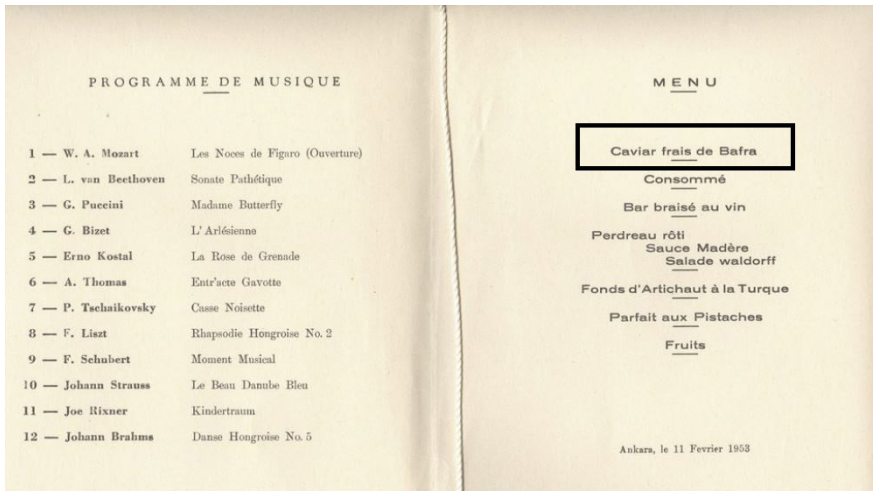 PROGRAMME DE MUSIQUE
1 — W. A. Mozart Les Noces de Figaro (Ouverture)
2 — L. van Beethoven Sonate Pathétique
3 — G. Puccini Madame Butterfly
4 — G. Bizet L' Arlésienne
5 — Erno Kostal La Rose de Grenade
6 — A. Thomas Entr'acte Gavotte
7 — P. Tschaikovsky Casse Noisette
8 — F. Liszt Rhapsodie Hongroise No. 2
9 — F. Schubert Moment Musical
10 — Johann Strauss Le Beau Danube Bleu
11 — Joe Rixner Kindertraum
12 — Johann Brahms Danse Hongroise No. 5
MENU
Caviar frais de Bafra
Consommé
Bar braisé au vin
Perdreau rôti
Sauce Madère
Salade waldorff
Fonds d'Artichaut à la Turque
Parfait aux Pistaches
Fruits
Ankara, le 11 Fevrier 1953